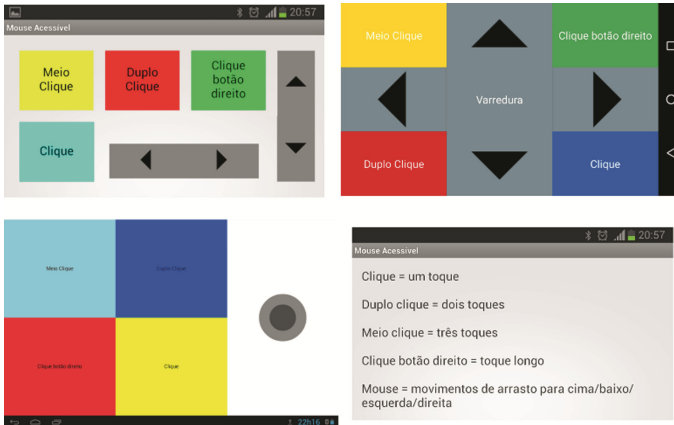 20:57
Mouse Acessível
Meio
Clique
Duplo
Clique
Clique
botão
direito
Clique
Meio Clique
Clique botão direito
Varredura
Duplo Clique
Clique
Meio Clique
Duplo Clique
Clique botão direito
Clique
22h16
20:57
Mouse Acessível
Clique = um toque
Duplo clique = dois toques
Meio clique = três toques
Clique botão direito = toque longo
Mouse = movimentos de arrasto para cima/baixo/
esquerda/direita